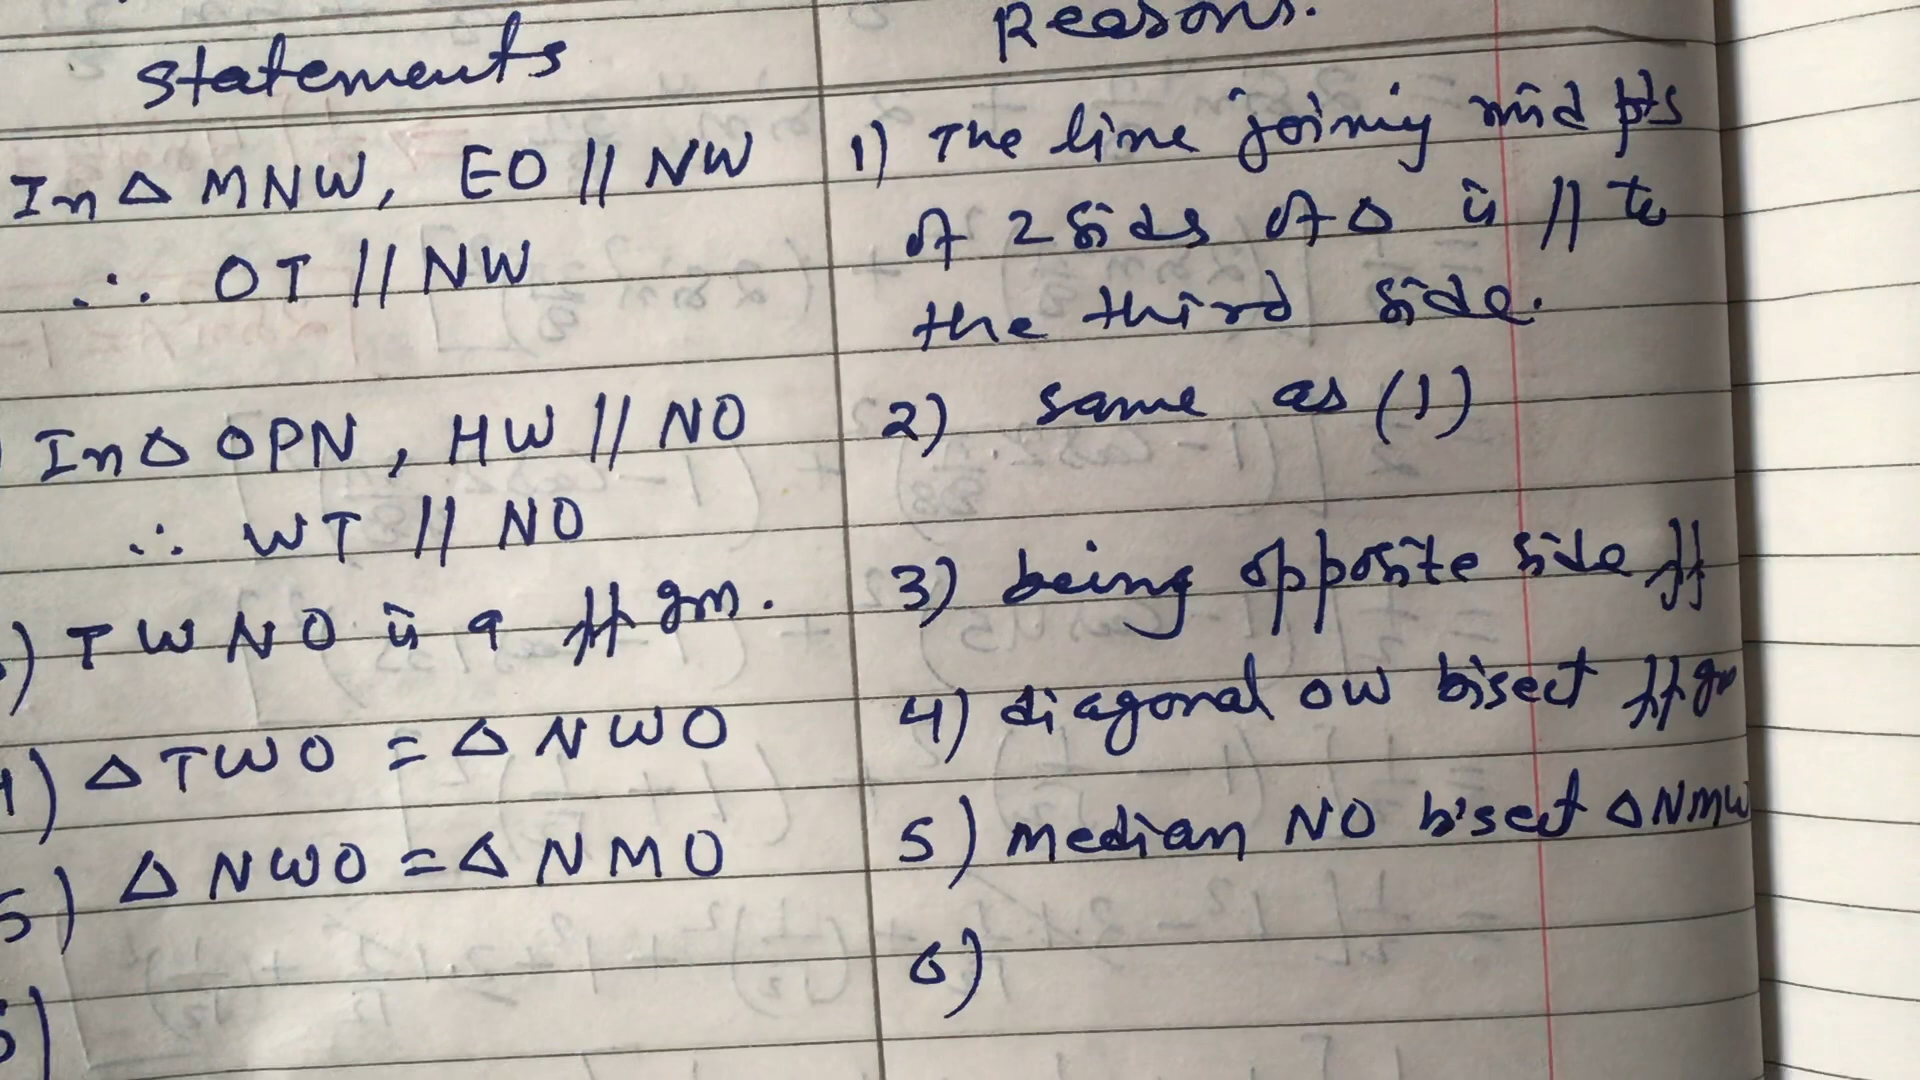 Statements
Reasons.
In △ MNW, EO // NW
∴ OT // NW
1) The line joining mid pts
of 2 sides of △ is // to
the third side.
In △ OPN, HW // NO
∴ WT // NO
2) same as (1)
) TWNO is a // gm.
3) being opposite side //
4) △ TWO = △ NWO
4) diagonal OW bisect // gm
5) △ NWO = △ NMO
5) Median NO bisect △ NMW
6)